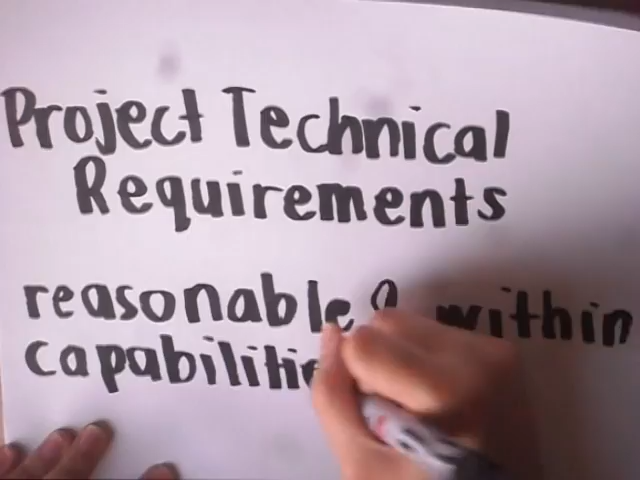 Project Technical
Requirements
reasonable & within
capabilitie